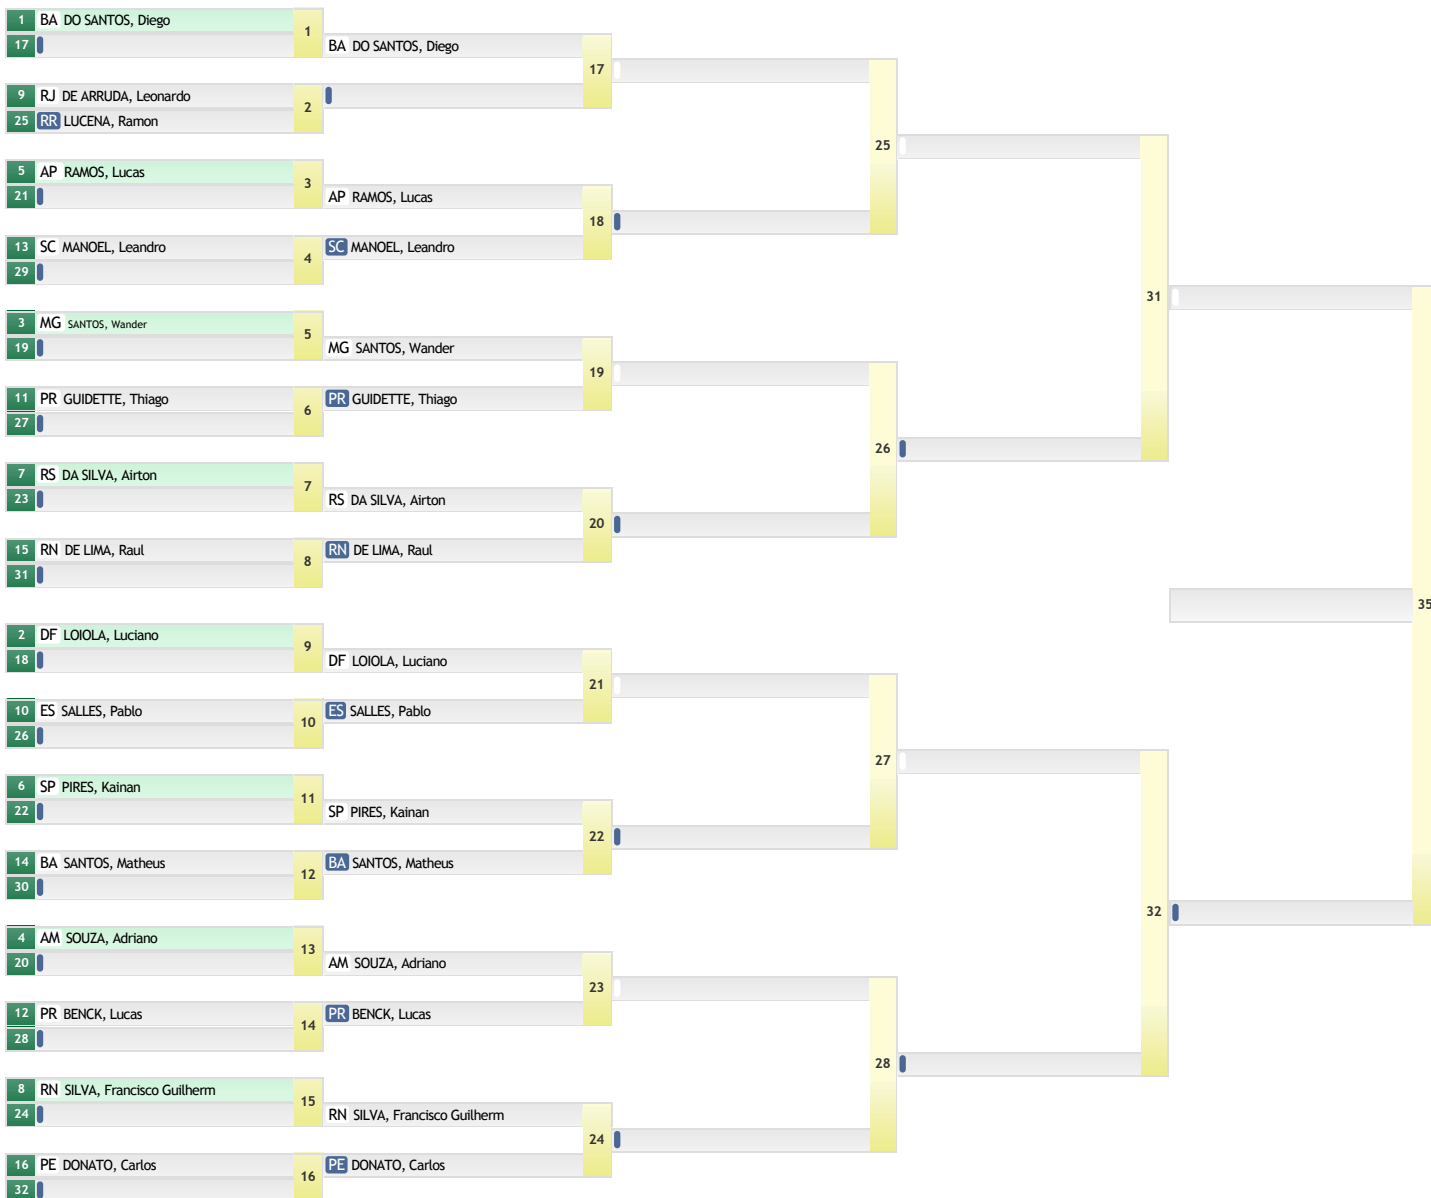 1 BA DO SANTOS, Diego
17
1
BA DO SANTOS, Diego
17
9 RJ DE ARRUDA, Leonardo
25 RR LUCENA, Ramon
2
25
5 AP RAMOS, Lucas
21
3
AP RAMOS, Lucas
18
13 SC MANOEL, Leandro
29
4
SC MANOEL, Leandro
31
3 MG SANTOS, Wander
19
5
MG SANTOS, Wander
19
11 PR GUIDETTE, Thiago
27
6
PR GUIDETTE, Thiago
26
7 RS DA SILVA, Airton
23
7
RS DA SILVA, Airton
20
15 RN DE LIMA, Raul
31
8
RN DE LIMA, Raul
35
2 DF LOIOLA, Luciano
18
9
DF LOIOLA, Luciano
21
10 ES SALLES, Pablo
26
10
ES SALLES, Pablo
27
6 SP PIRES, Kainan
22
11
SP PIRES, Kainan
22
14 BA SANTOS, Matheus
30
12
BA SANTOS, Matheus
32
4 AM SOUZA, Adriano
20
13
AM SOUZA, Adriano
23
12 PR BENCK, Lucas
28
14
PR BENCK, Lucas
28
8 RN SILVA, Francisco Guilherm
24
15
RN SILVA, Francisco Guilherm
24
16 PE DONATO, Carlos
32
16
PE DONATO, Carlos